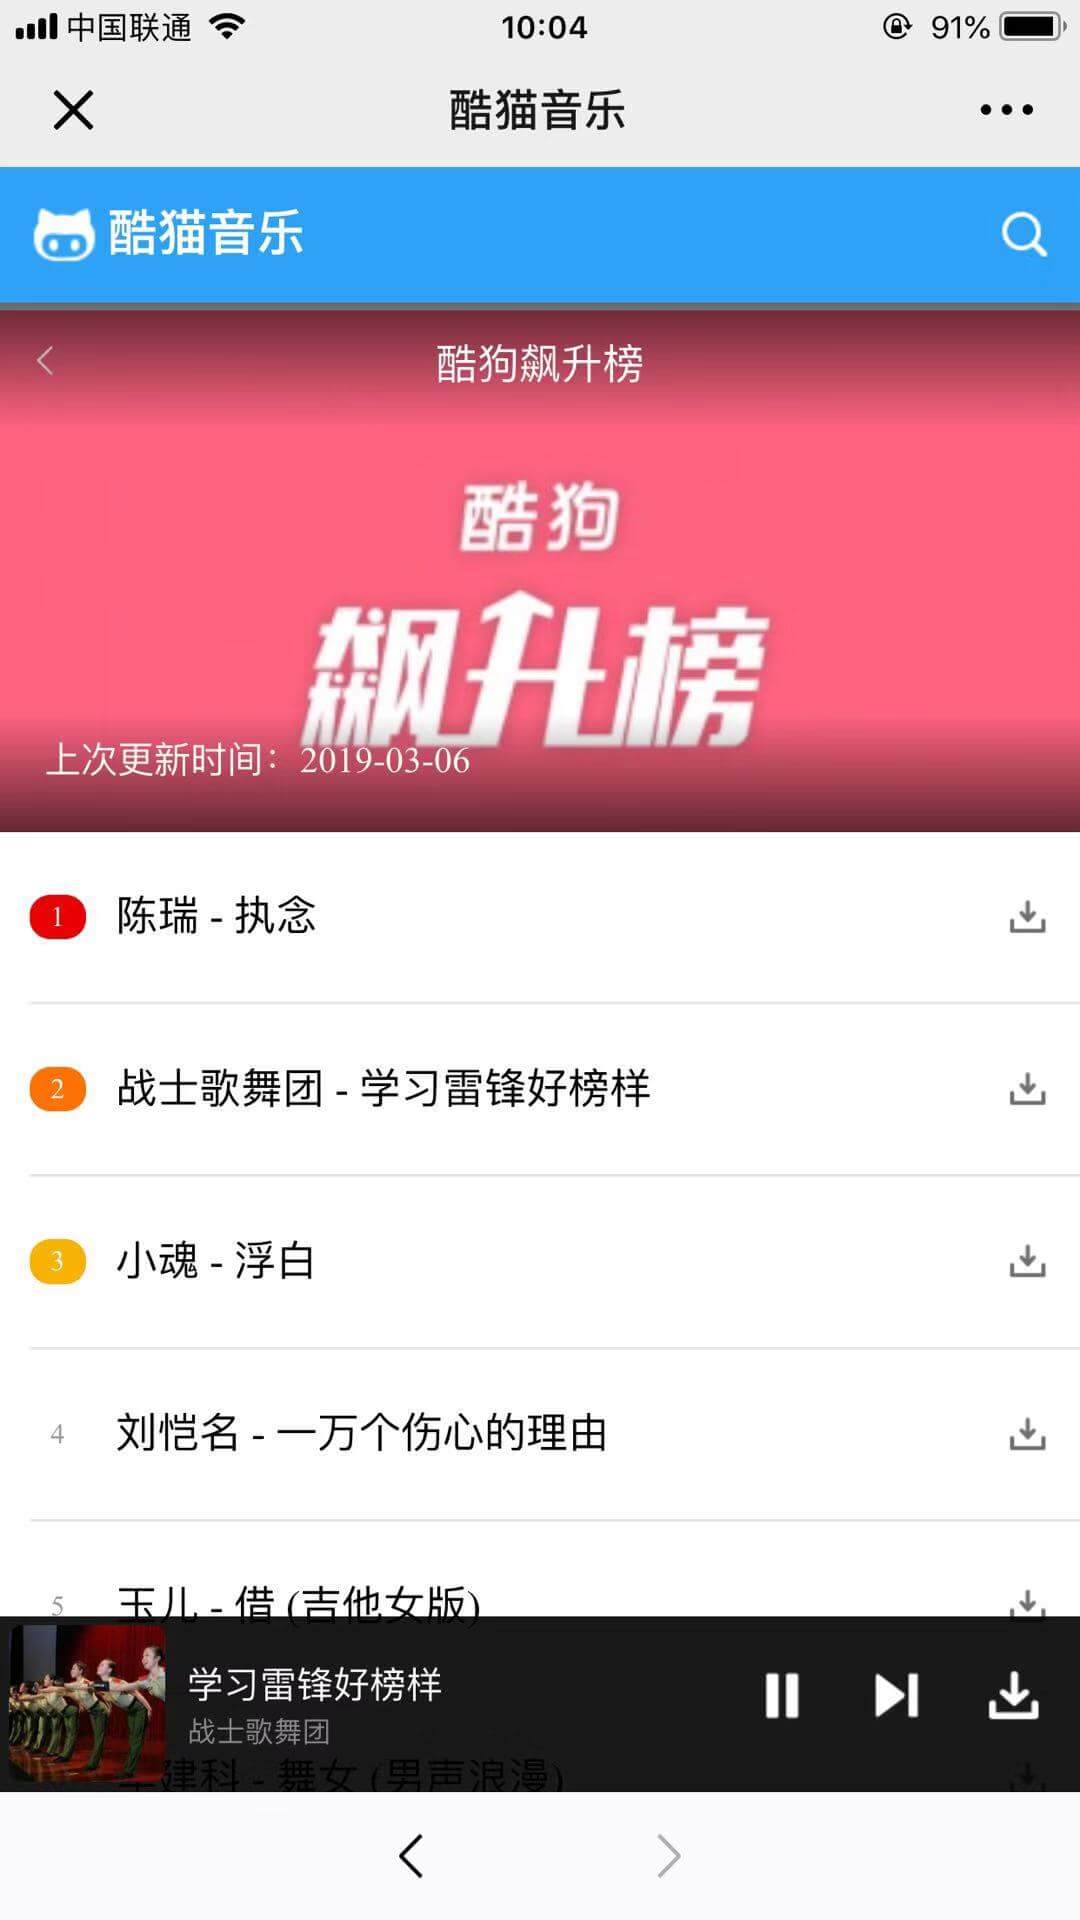 中国联通 10:04 91%
酷猫音乐
酷猫音乐
酷狗飙升榜
酷狗
飙升榜
上次更新时间：2019-03-06
1 陈瑞 - 执念
2 战士歌舞团 - 学习雷锋好榜样
3 小魂 - 浮白
4 刘恺名 - 一万个伤心的理由
5 玉儿 - 借 (吉他女版)
学习雷锋好榜样
战士歌舞团
建科 - 舞女 (男声浪漫)